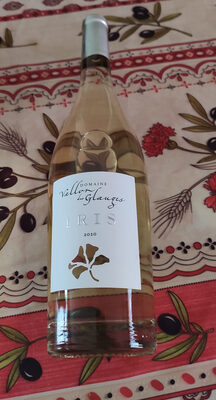 DOMAINE
Vallon
des Glauges
IRIS
2020